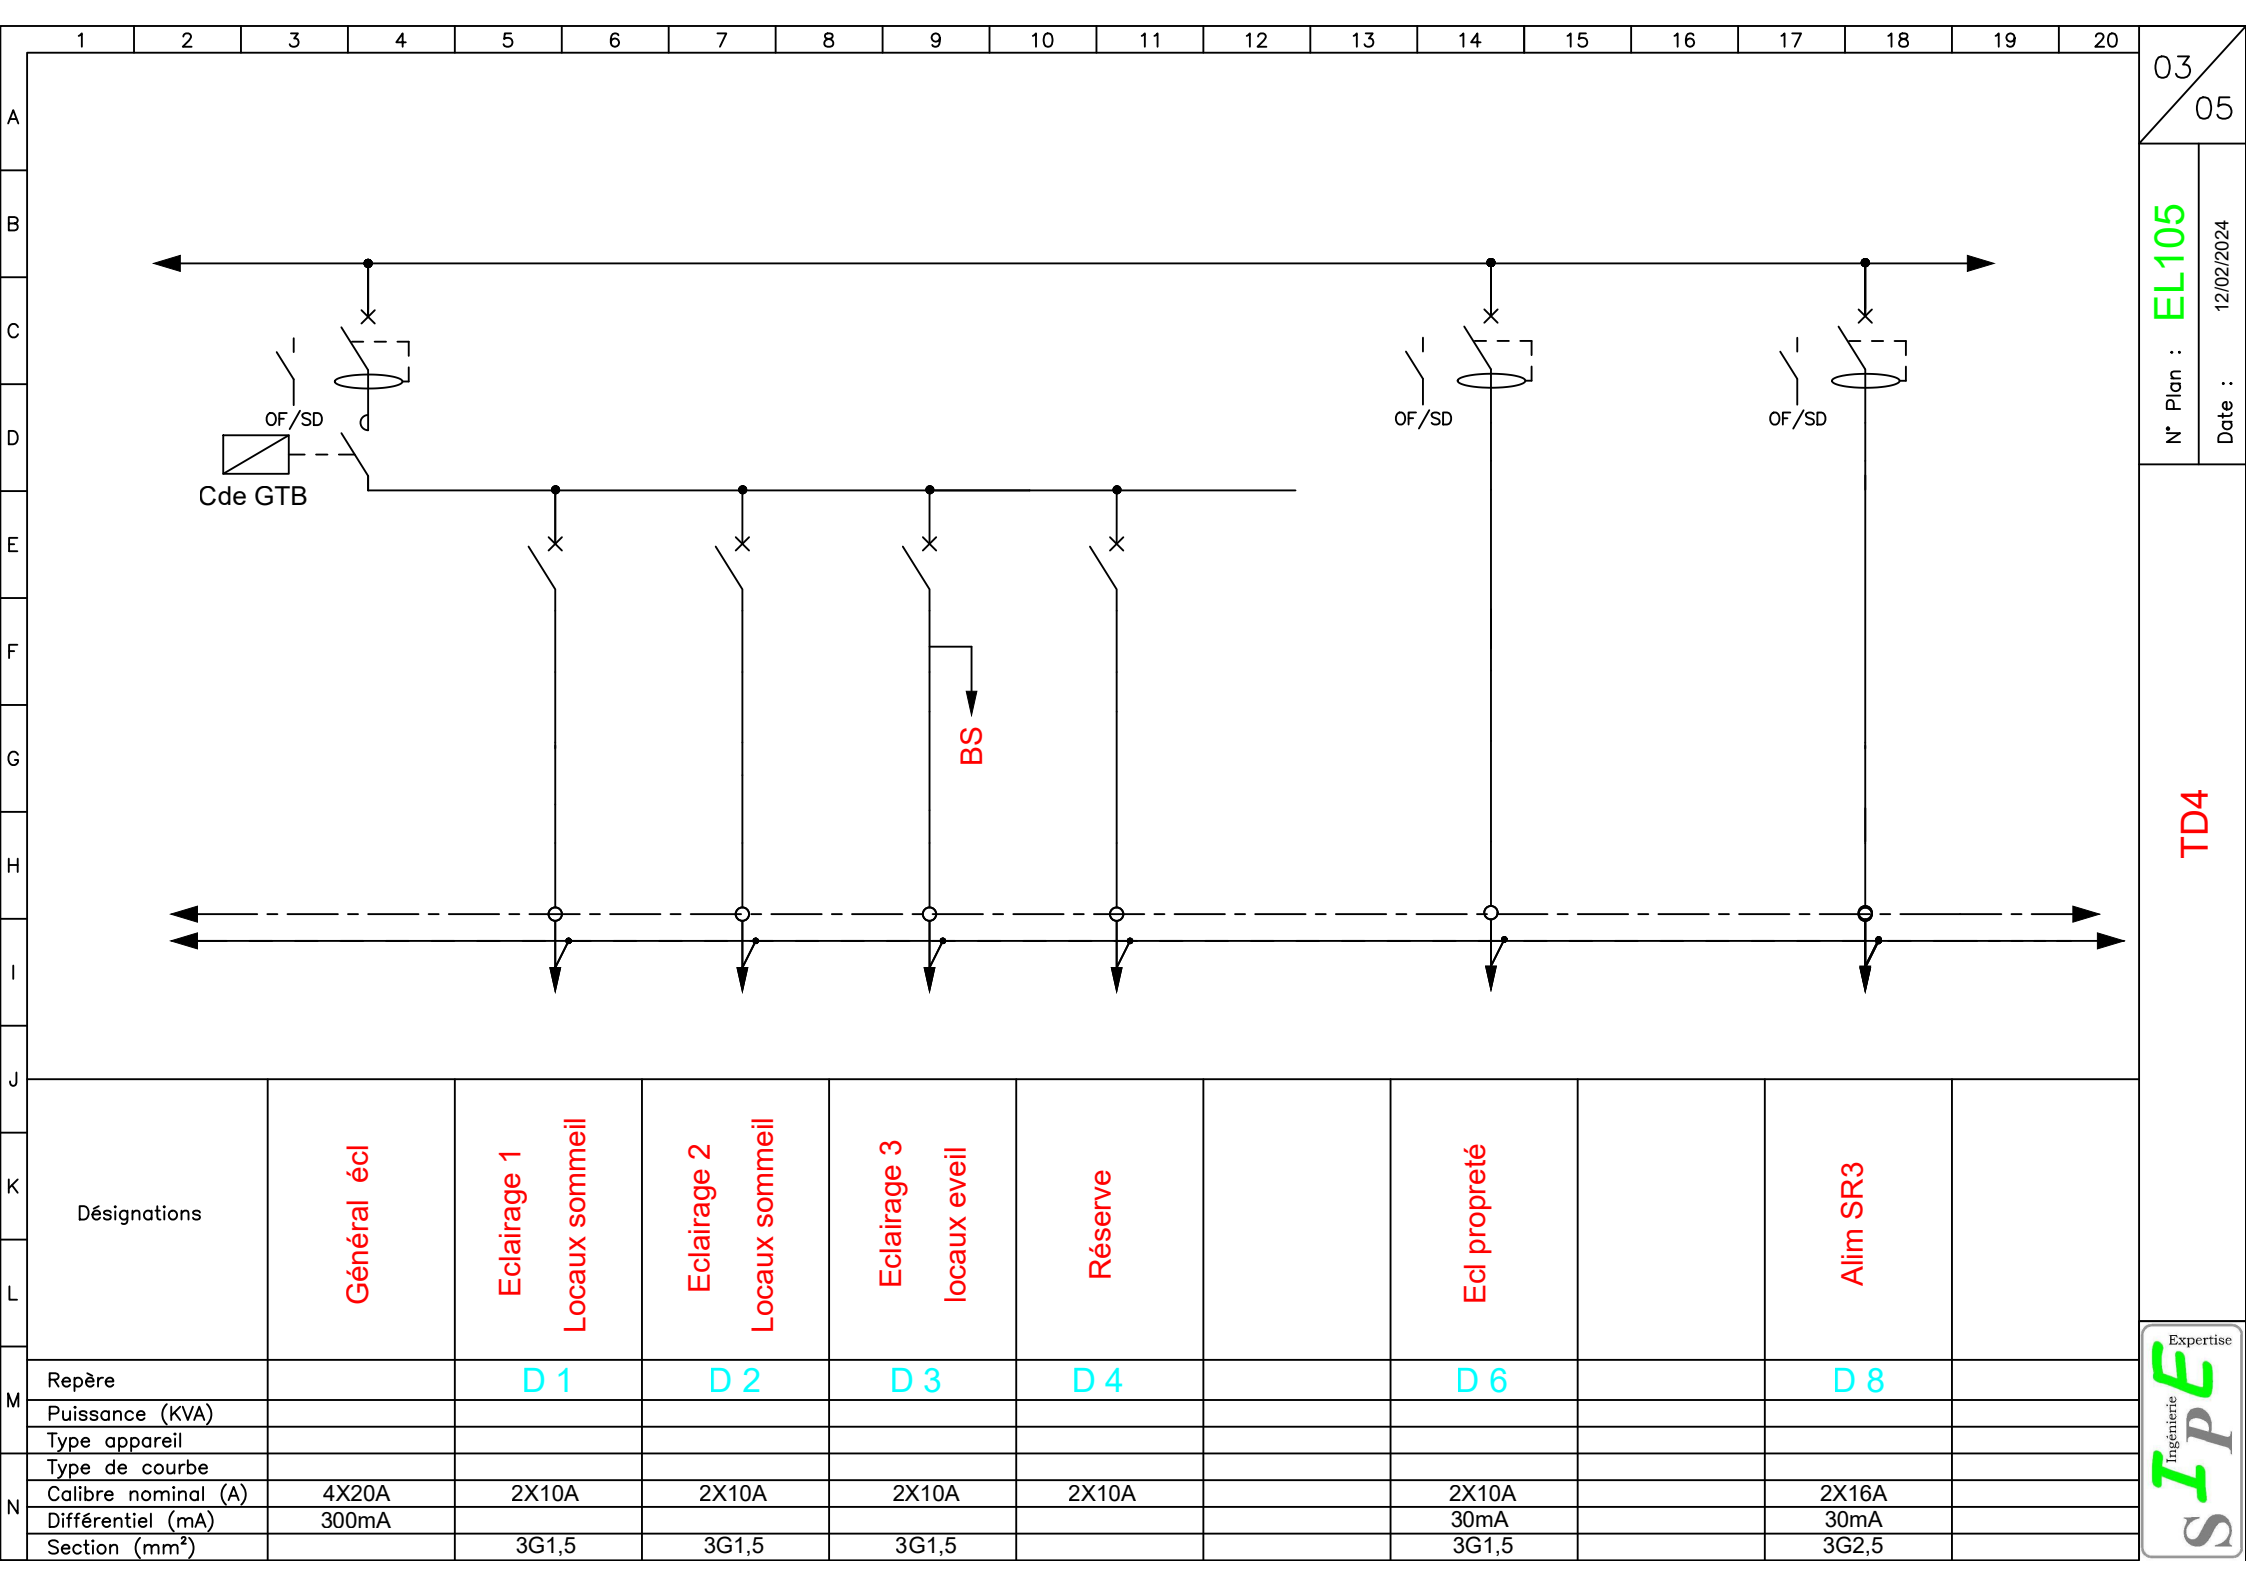 1 2 3 4 5 6 7 8 9 10 11 12 13 14 15 16 17 18 19 20
03
05
A
B
C
D
E
F
G
H
I
J
K
L
M
N
N° Plan : EL105
Date : 12/02/2024
TD4
OF/SD
OF/SD
OF/SD
Cde GTB
BS
Désignations
Général écl
Eclairage 1
Locaux sommeil
Eclairage 2
Locaux sommeil
Eclairage 3
locaux eveil
Réserve
Ecl propreté
Alim SR3
Repère D 1 D 2 D 3 D 4 D 6 D 8
Puissance (KVA)
Type appareil
Type de courbe
Calibre nominal (A) 4X20A 2X10A 2X10A 2X10A 2X10A 2X10A 2X16A
Différentiel (mA) 300mA 30mA 30mA
Section (mm²) 3G1,5 3G1,5 3G1,5 3G1,5 3G2,5
S I P E
Ingénierie
Expertise